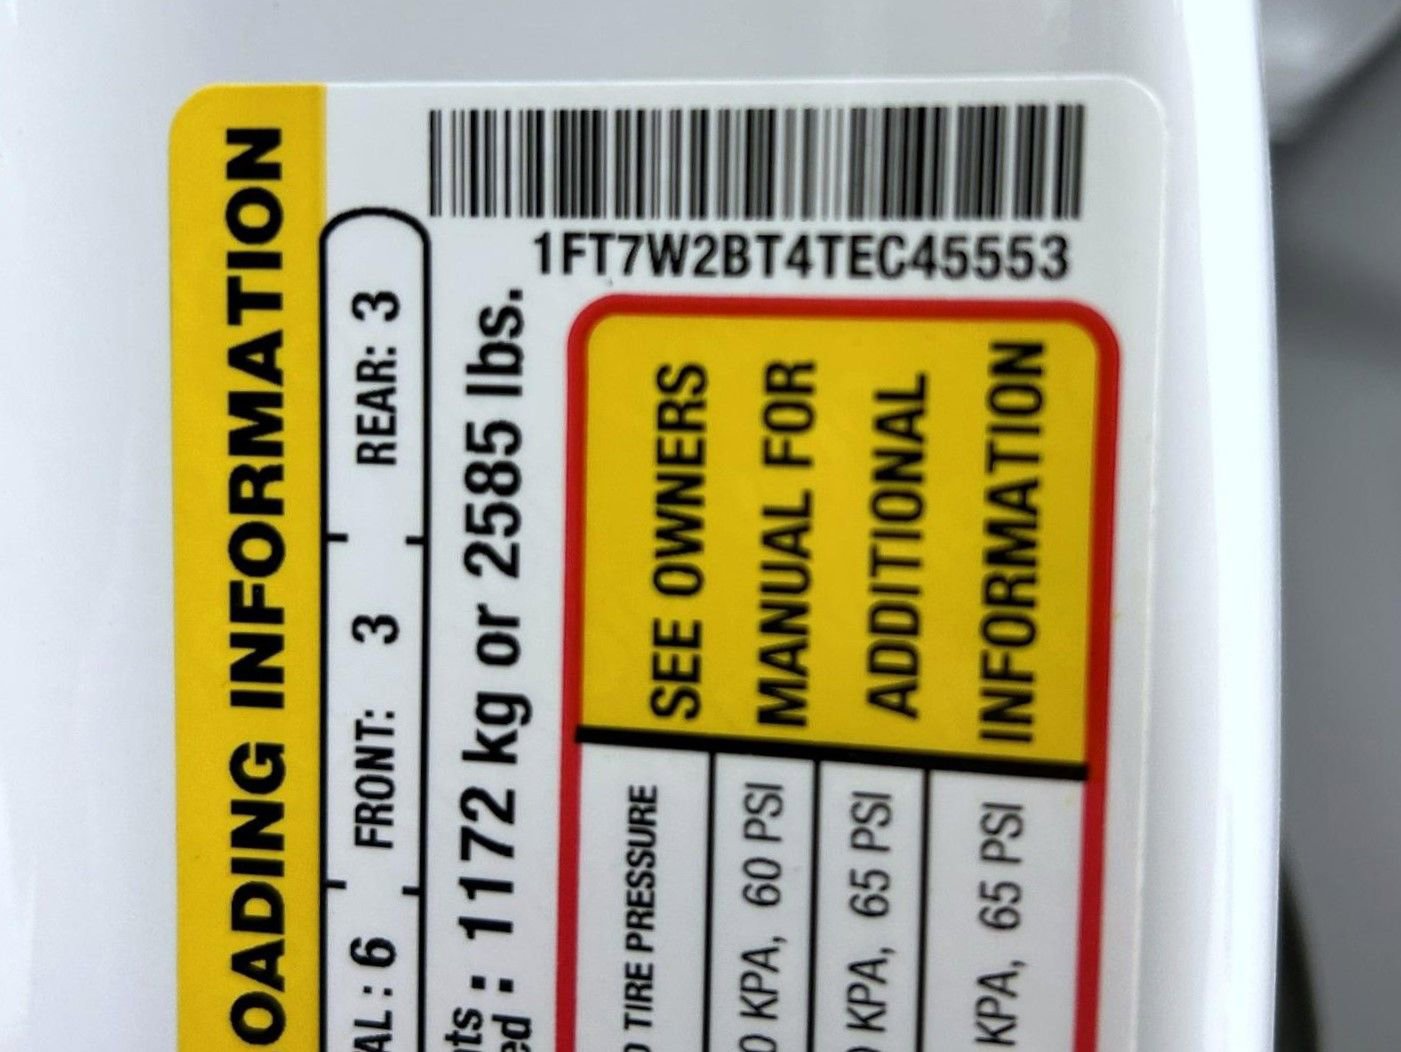 OADING INFORMATION
AL : 6 FRONT: 3 REAR: 3
ed : 1172 kg or 2585 lbs.
1FT7W2BT4TEC45553
TIRE PRESSURE
KPA, 60 PSI
KPA, 65 PSI
KPA, 65 PSI
SEE OWNERS
MANUAL FOR
ADDITIONAL
INFORMATION